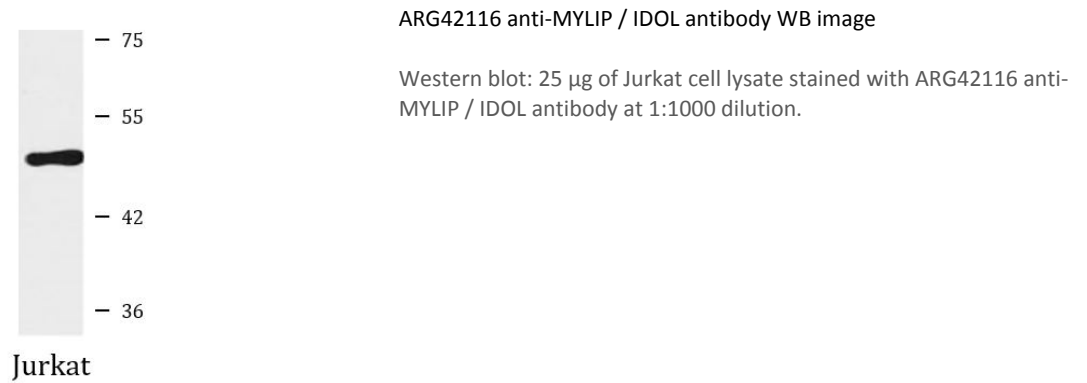 ARG42116 anti-MYLIP / IDOL antibody WB image
Western blot: 25 µg of Jurkat cell lysate stained with ARG42116 anti-
MYLIP / IDOL antibody at 1:1000 dilution.
75
55
42
36
Jurkat